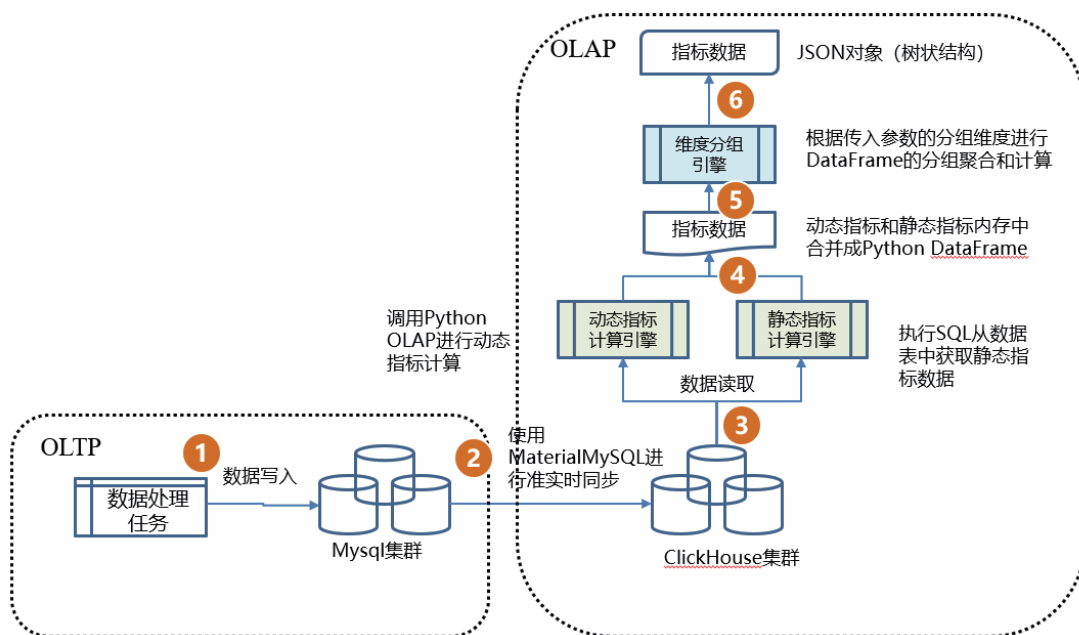 OLAP
指标数据
JSON对象（树状结构）
6
维度分组
引擎
根据传入参数的分组维度进行
DataFrame的分组聚合和计算
5
指标数据
动态指标和静态指标内存中
合并成Python DataFrame
4
调用Python
OLAP进行动态
指标计算
动态指标
计算引擎
静态指标
计算引擎
执行SQL从数据
表中获取静态指
标数据
数据读取
3
OLTP
1
数据写入
2
使用
MaterialMySQL进
行准实时同步
数据处理
任务
Mysql集群
ClickHouse集群